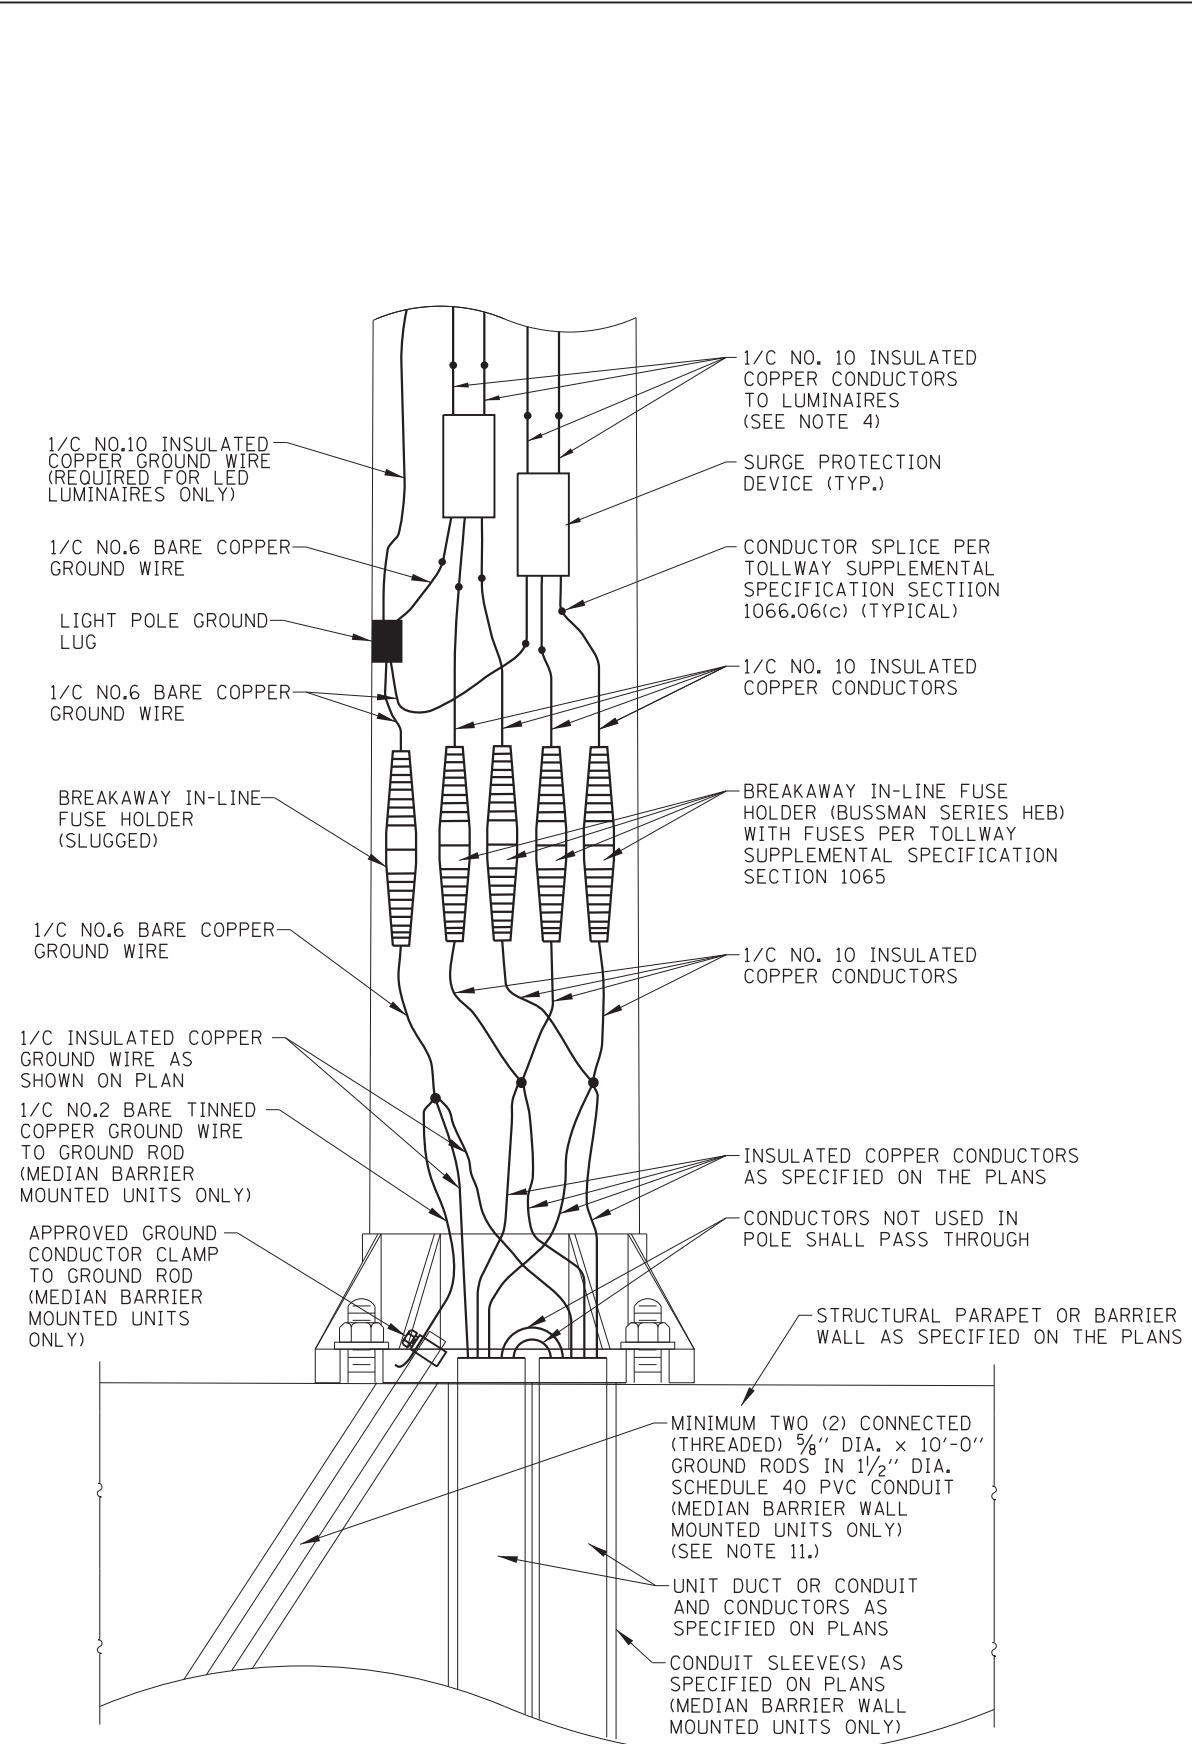 1/C NO. 10 INSULATED
COPPER CONDUCTORS
TO LUMINAIRES
(SEE NOTE 4)
SURGE PROTECTION
DEVICE (TYP.)
CONDUCTOR SPLICE PER
TOLLWAY SUPPLEMENTAL
SPECIFICATION SECTIION
1066.06(c) (TYPICAL)
1/C NO. 10 INSULATED
COPPER CONDUCTORS
BREAKAWAY IN-LINE FUSE
HOLDER (BUSSMAN SERIES HEB)
WITH FUSES PER TOLLWAY
SUPPLEMENTAL SPECIFICATION
SECTION 1065
1/C NO. 10 INSULATED
COPPER CONDUCTORS
INSULATED COPPER CONDUCTORS
AS SPECIFIED ON THE PLANS
CONDUCTORS NOT USED IN
POLE SHALL PASS THROUGH
STRUCTURAL PARAPET OR BARRIER
WALL AS SPECIFIED ON THE PLANS
MINIMUM TWO (2) CONNECTED
(THREADED) 5/8'' DIA. x 10'-0''
GROUND RODS IN 1 1/2'' DIA.
SCHEDULE 40 PVC CONDUIT
(MEDIAN BARRIER WALL
MOUNTED UNITS ONLY)
(SEE NOTE 11.)
UNIT DUCT OR CONDUIT
AND CONDUCTORS AS
SPECIFIED ON PLANS
CONDUIT SLEEVE(S) AS
SPECIFIED ON PLANS
(MEDIAN BARRIER WALL
MOUNTED UNITS ONLY)
1/C NO.10 INSULATED
COPPER GROUND WIRE
(REQUIRED FOR LED
LUMINAIRES ONLY)
1/C NO.6 BARE COPPER
GROUND WIRE
LIGHT POLE GROUND
LUG
1/C NO.6 BARE COPPER
GROUND WIRE
BREAKAWAY IN-LINE
FUSE HOLDER
(SLUGGED)
1/C NO.6 BARE COPPER
GROUND WIRE
1/C INSULATED COPPER
GROUND WIRE AS
SHOWN ON PLAN
1/C NO.2 BARE TINNED
COPPER GROUND WIRE
TO GROUND ROD
(MEDIAN BARRIER
MOUNTED UNITS ONLY)
APPROVED GROUND
CONDUCTOR CLAMP
TO GROUND ROD
(MEDIAN BARRIER
MOUNTED UNITS
ONLY)